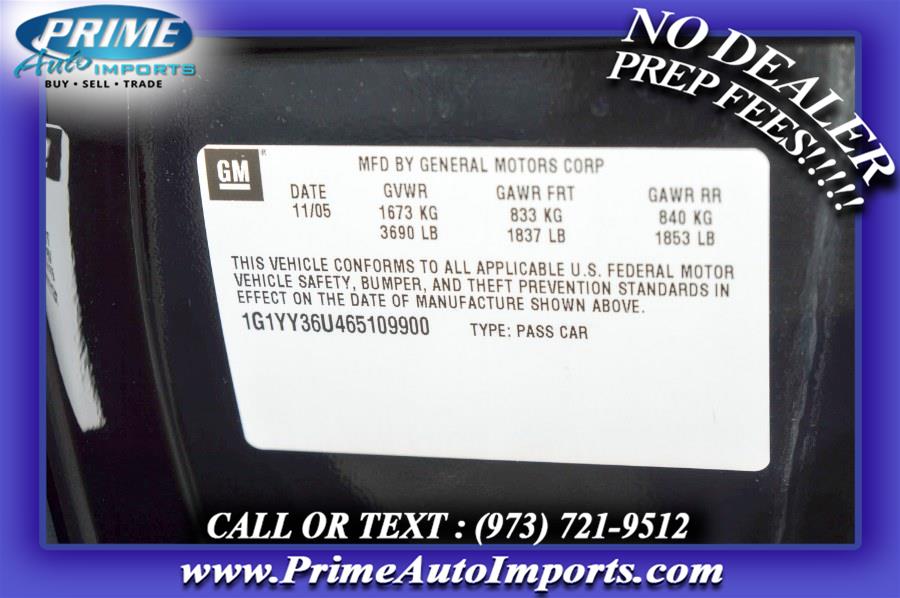 PRIME
Auto IMPORTS
BUY • SELL • TRADE
NO DEALER
PREP FEES!!!!!
GM ®
MFD BY GENERAL MOTORS CORP
DATE GVWR GAWR FRT GAWR RR
11/05 1673 KG 833 KG 840 KG
3690 LB 1837 LB 1853 LB
THIS VEHICLE CONFORMS TO ALL APPLICABLE U.S. FEDERAL MOTOR
VEHICLE SAFETY, BUMPER, AND THEFT PREVENTION STANDARDS IN
EFFECT ON THE DATE OF MANUFACTURE SHOWN ABOVE.
1G1YY36U465109900 TYPE: PASS CAR
CALL OR TEXT : (973) 721-9512
www.PrimeAutoImports.com